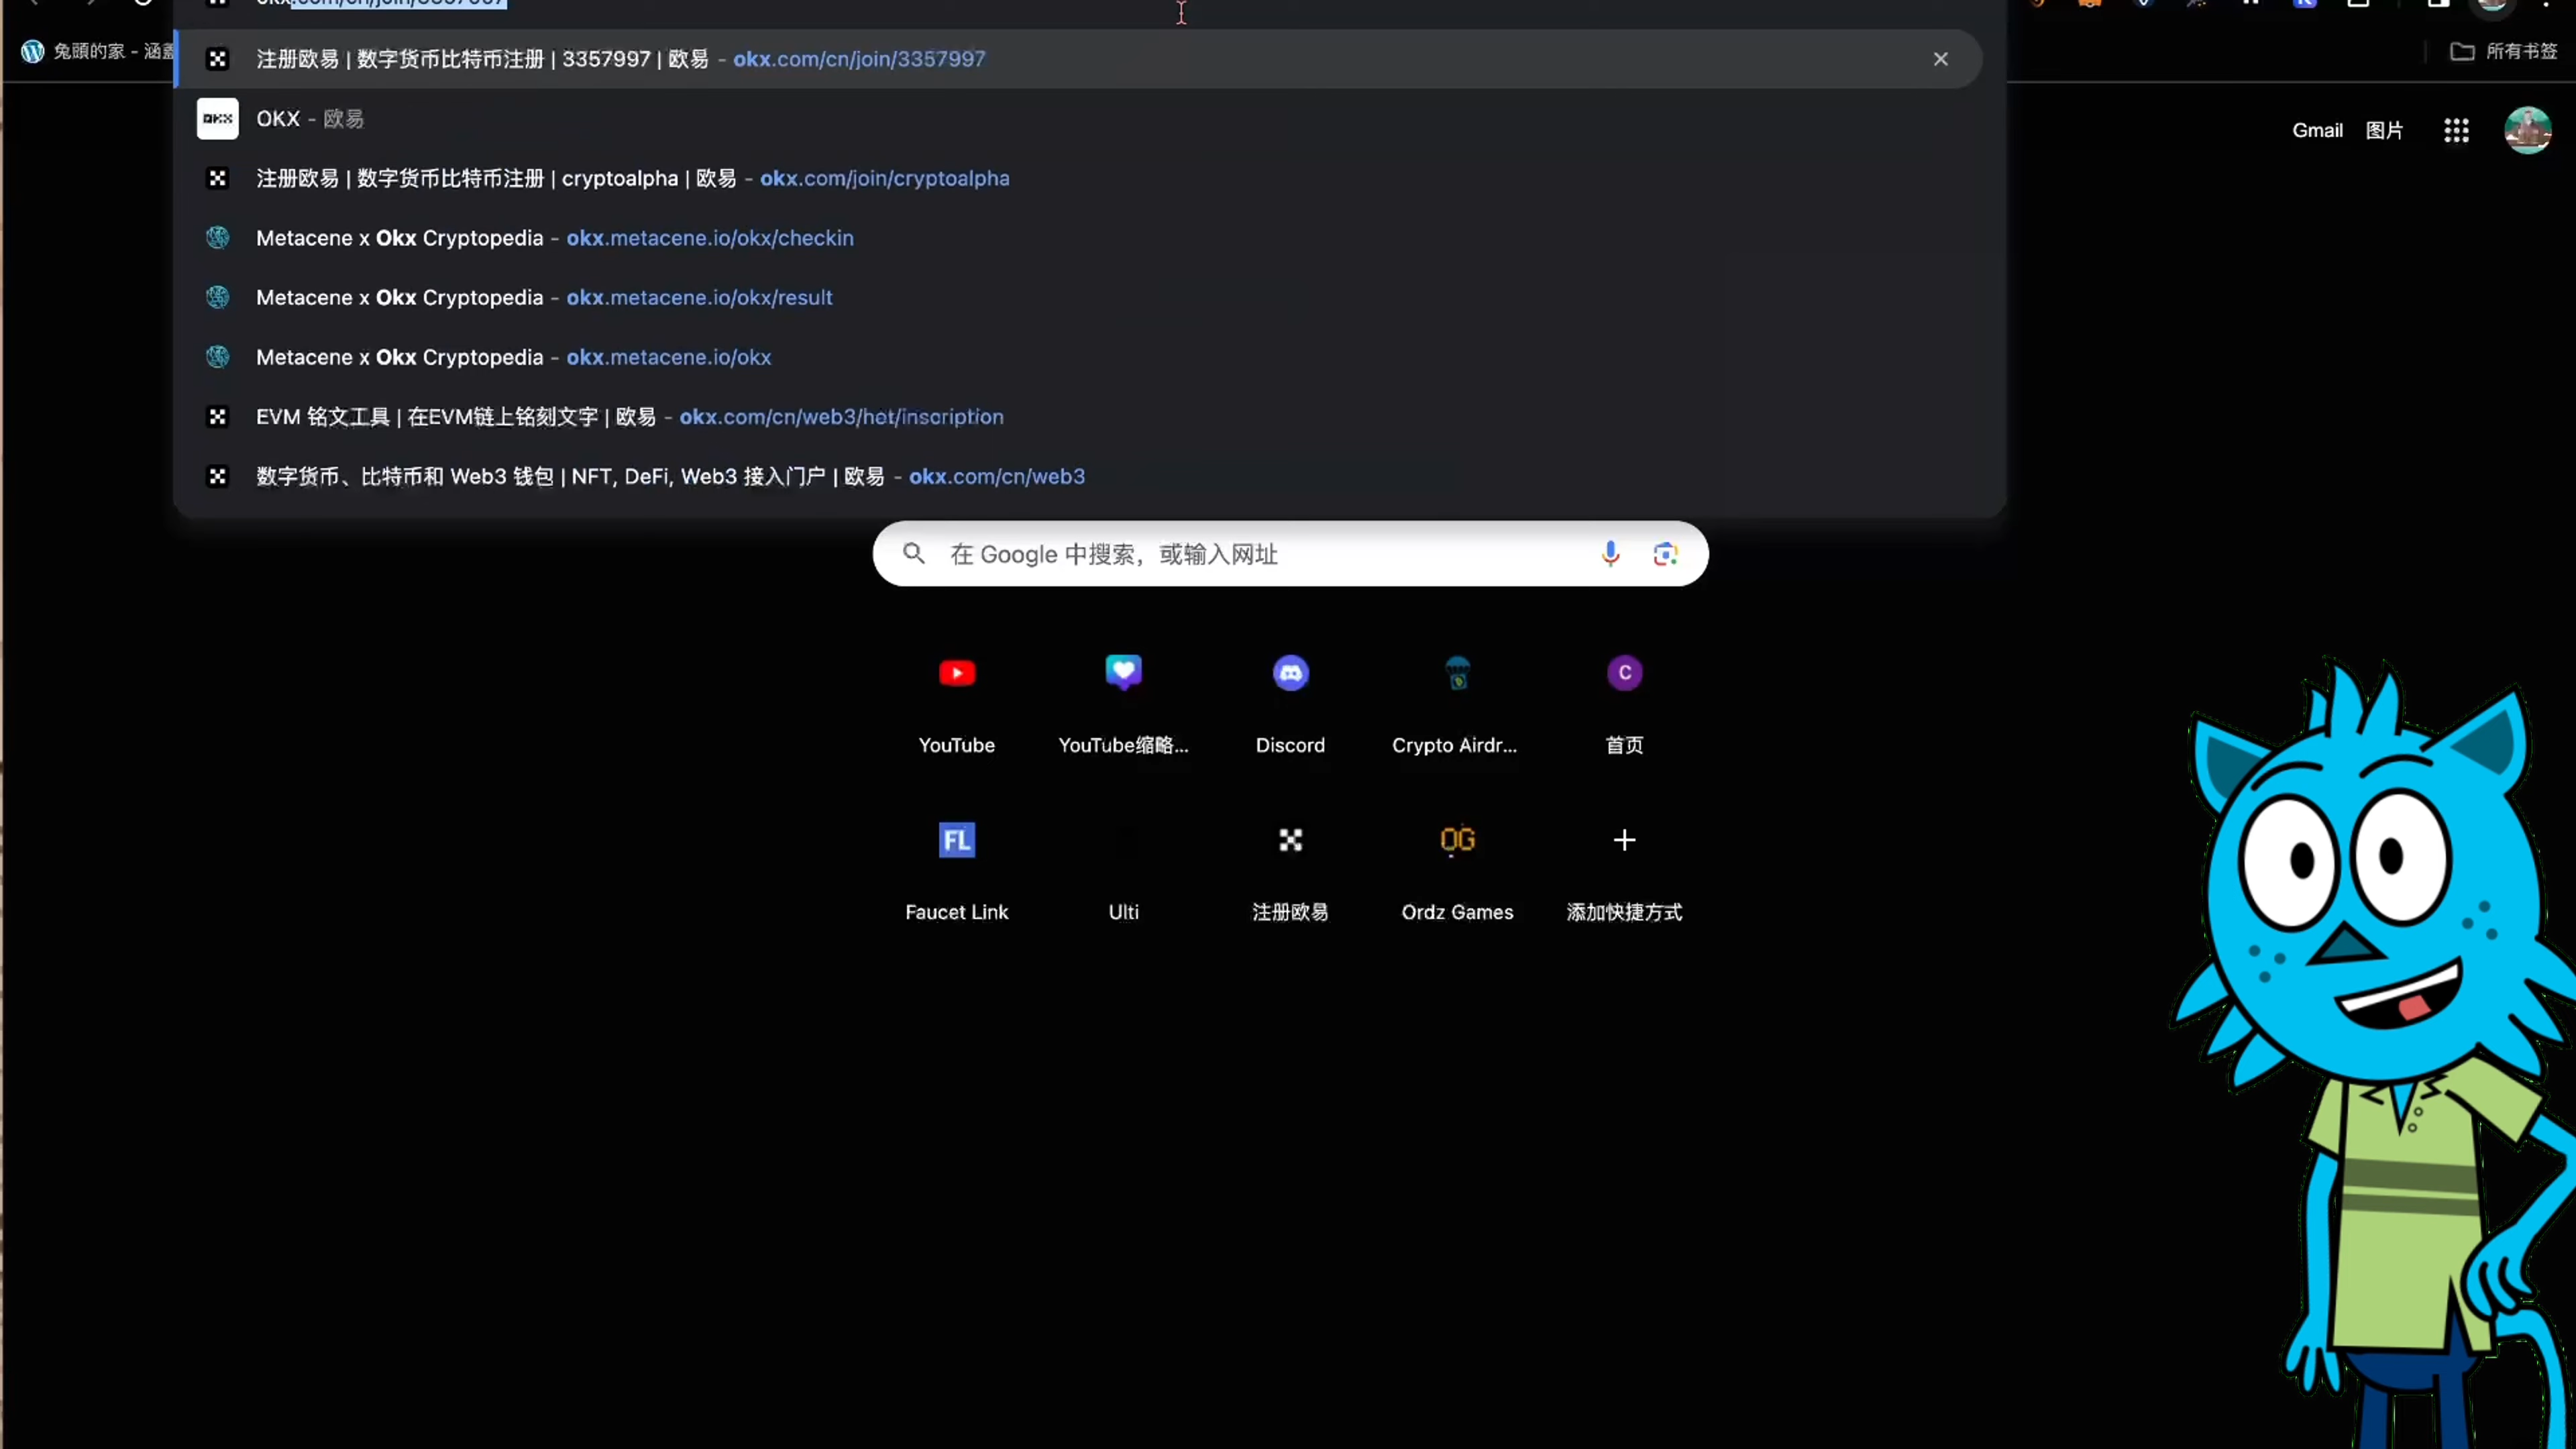 兔頭的家 - 涵
所有书签
注册欧易 | 数字货币比特币注册 | 3357997 | 欧易 - okx.com/cn/join/3357997
OKX - 欧易
注册欧易 | 数字货币比特币注册 | cryptoalpha | 欧易 - okx.com/join/cryptoalpha
Metacene x Okx Cryptopedia - okx.metacene.io/okx/checkin
Metacene x Okx Cryptopedia - okx.metacene.io/okx/result
Metacene x Okx Cryptopedia - okx.metacene.io/okx
EVM 铭文工具 | 在EVM链上铭刻文字 | 欧易 - okx.com/cn/web3/hot/inscription
数字货币、比特币和 Web3 钱包 | NFT, DeFi, Web3 接入门户 | 欧易 - okx.com/cn/web3
Gmail 图片
在 Google 中搜索，或输入网址
YouTube
YouTube缩略...
Discord
Crypto Airdr...
C
首页
FL
Faucet Link
Ulti
注册欧易
OG
Ordz Games
添加快捷方式